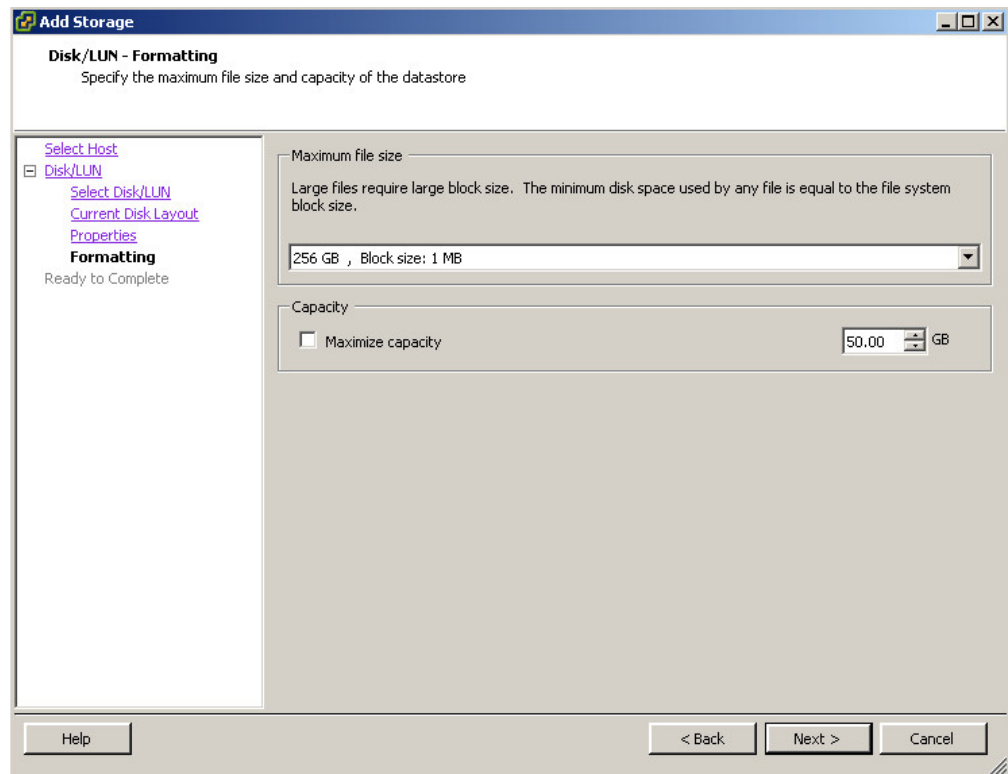 Add Storage
Disk/LUN - Formatting
Specify the maximum file size and capacity of the datastore
Select Host
Disk/LUN
Select Disk/LUN
Current Disk Layout
Properties
Formatting
Ready to Complete
Maximum file size
Large files require large block size. The minimum disk space used by any file is equal to the file system
block size.
256 GB , Block size: 1 MB
Capacity
Maximize capacity
50.00 GB
Help
< Back
Next >
Cancel